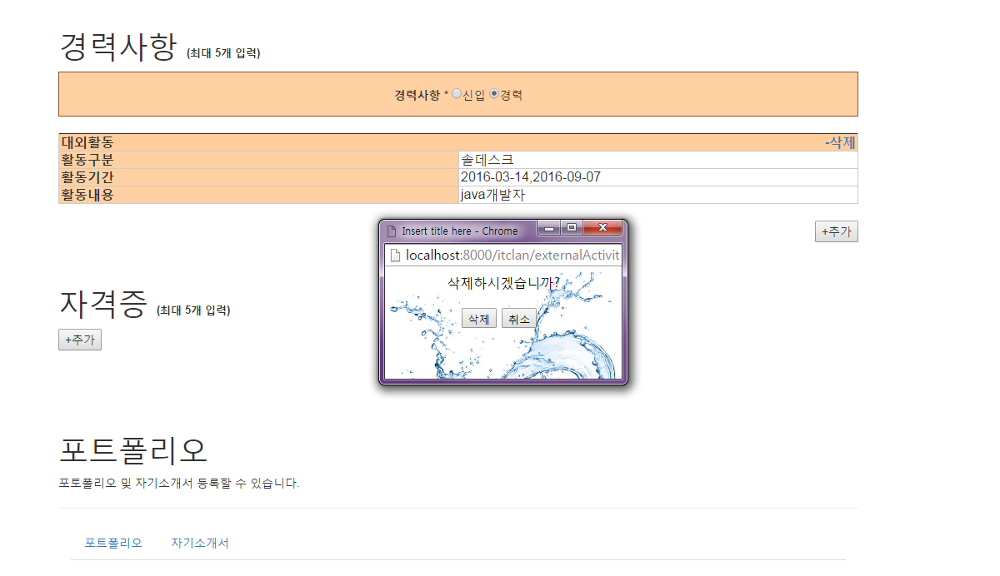 경력사항 (최대 5개 입력)
경력사항 * 신입 경력
대외활동 -삭제
활동구분 솔데스크
활동기간 2016-03-14,2016-09-07
활동내용 java개발자
+추가
Insert title here - Chrome
localhost:8000/itclan/externalActivit
삭제하시겠습니까?
삭제 취소
자격증 (최대 5개 입력)
+추가
포트폴리오
포토폴리오 및 자기소개서 등록할 수 있습니다.
포트폴리오 자기소개서